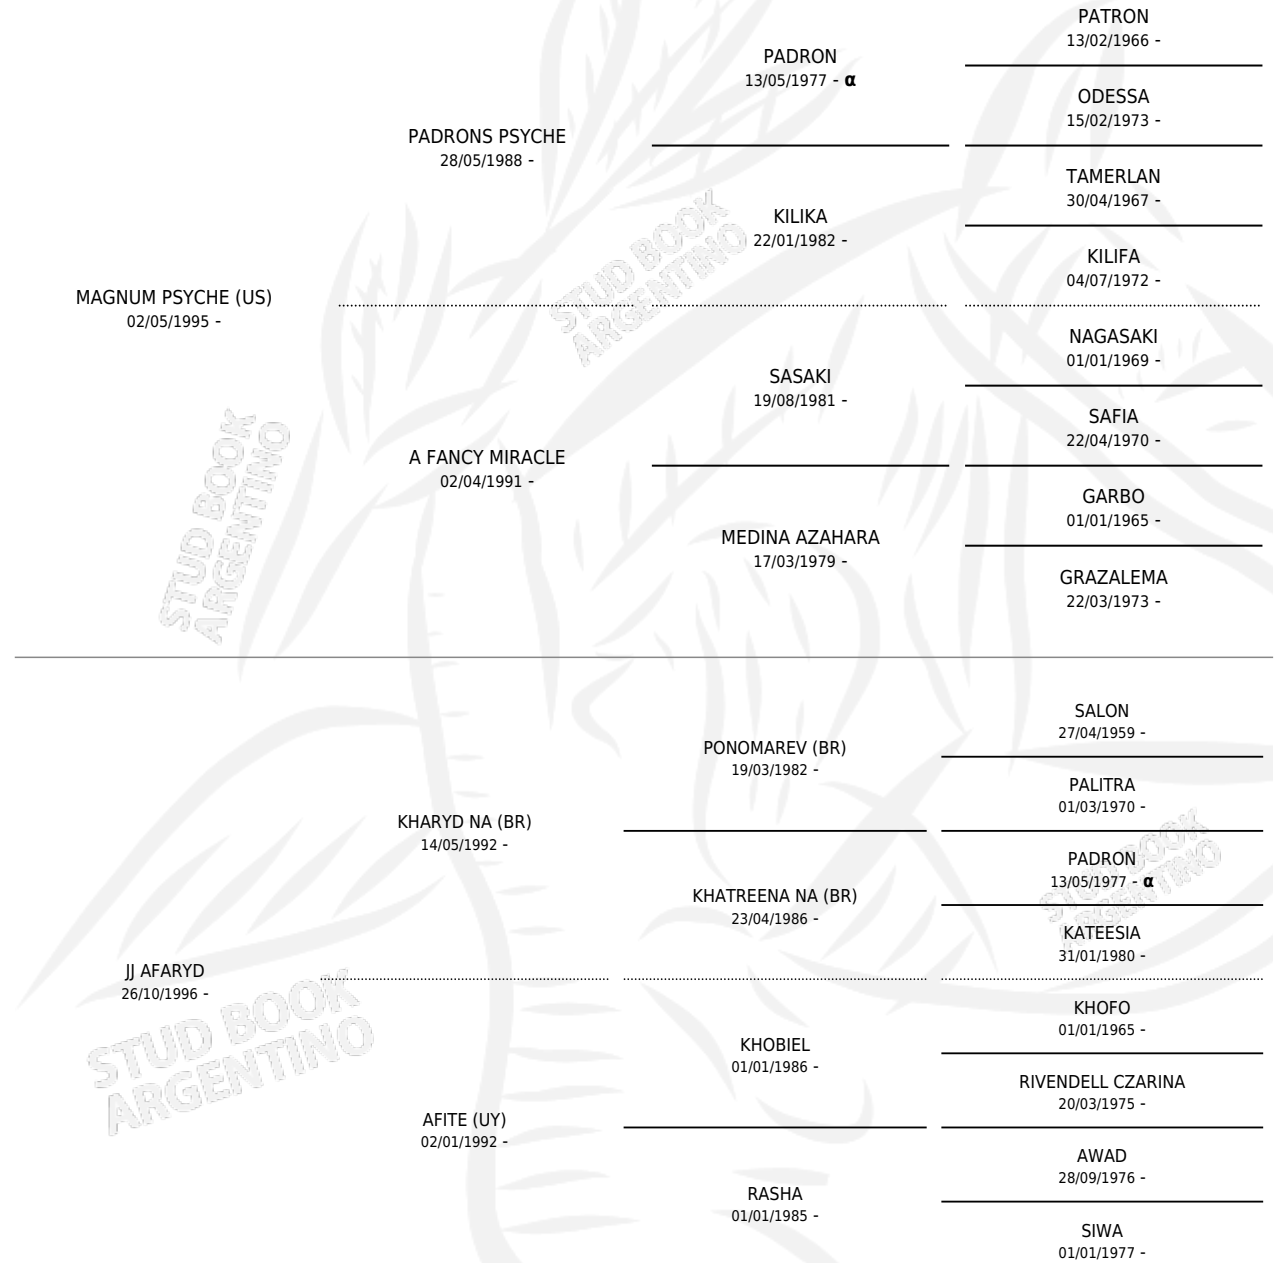 PATRON
13/02/1966 -
PADRON
13/05/1977 - α
ODESSA
15/02/1973 -
PADRONS PSYCHE
28/05/1988 -
TAMERLAN
30/04/1967 -
KILIKA
22/01/1982 -
KILIFA
04/07/1972 -
MAGNUM PSYCHE (US)
02/05/1995 -
NAGASAKI
01/01/1969 -
SASAKI
19/08/1981 -
SAFIA
22/04/1970 -
A FANCY MIRACLE
02/04/1991 -
GARBO
01/01/1965 -
MEDINA AZAHARA
17/03/1979 -
GRAZALEMA
22/03/1973 -
SALON
27/04/1959 -
PONOMAREV (BR)
19/03/1982 -
PALITRA
01/03/1970 -
KHARYD NA (BR)
14/05/1992 -
PADRON
13/05/1977 - α
KHATREENA NA (BR)
23/04/1986 -
KATEESIA
31/01/1980 -
JJ AFARYD
26/10/1996 -
KHOFO
01/01/1965 -
KHOBIEL
01/01/1986 -
RIVENDELL CZARINA
20/03/1975 -
AFITE (UY)
02/01/1992 -
AWAD
28/09/1976 -
RASHA
01/01/1985 -
SIWA
01/01/1977 -
STUD BOOK
ARGENTINO
STUD BOOK
ARGENTINO
STUD BOOK
ARGENTINO
STUD BOOK
ARGENTINO